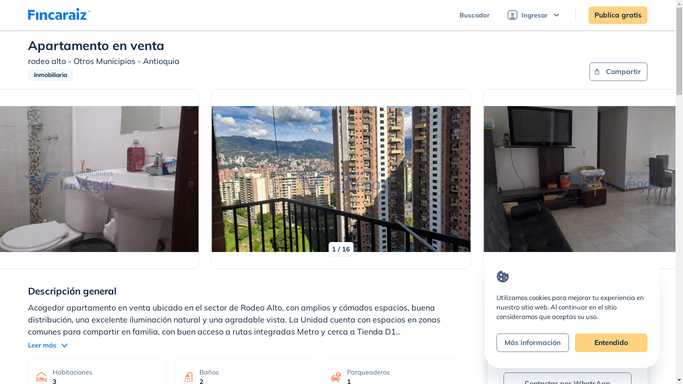 Fincaraiz
Buscador
Ingresar
Publica gratis
Apartamento en venta
rodeo alto - Otros Municipios - Antioquia
Inmobiliaria
Compartir
1 / 16
Descripción general
Acogedor apartamento en venta ubicado en el sector de Rodeo Alto, con amplios y cómodos espacios, buena
distribución, una excelente iluminación natural y una agradable vista. La Unidad cuenta con espacios en zonas
comunes para compartir en familia, con buen acceso a rutas integradas Metro y cerca a Tienda D1...
Leer más
Habitaciones
3
Baños
2
Parqueaderos
1
Utilizamos cookies para mejorar tu experiencia en
nuestro sitio web. Al continuar en el sitio
consideramos que aceptas su uso.
Más información
Entendido
Contactar por WhatsApp